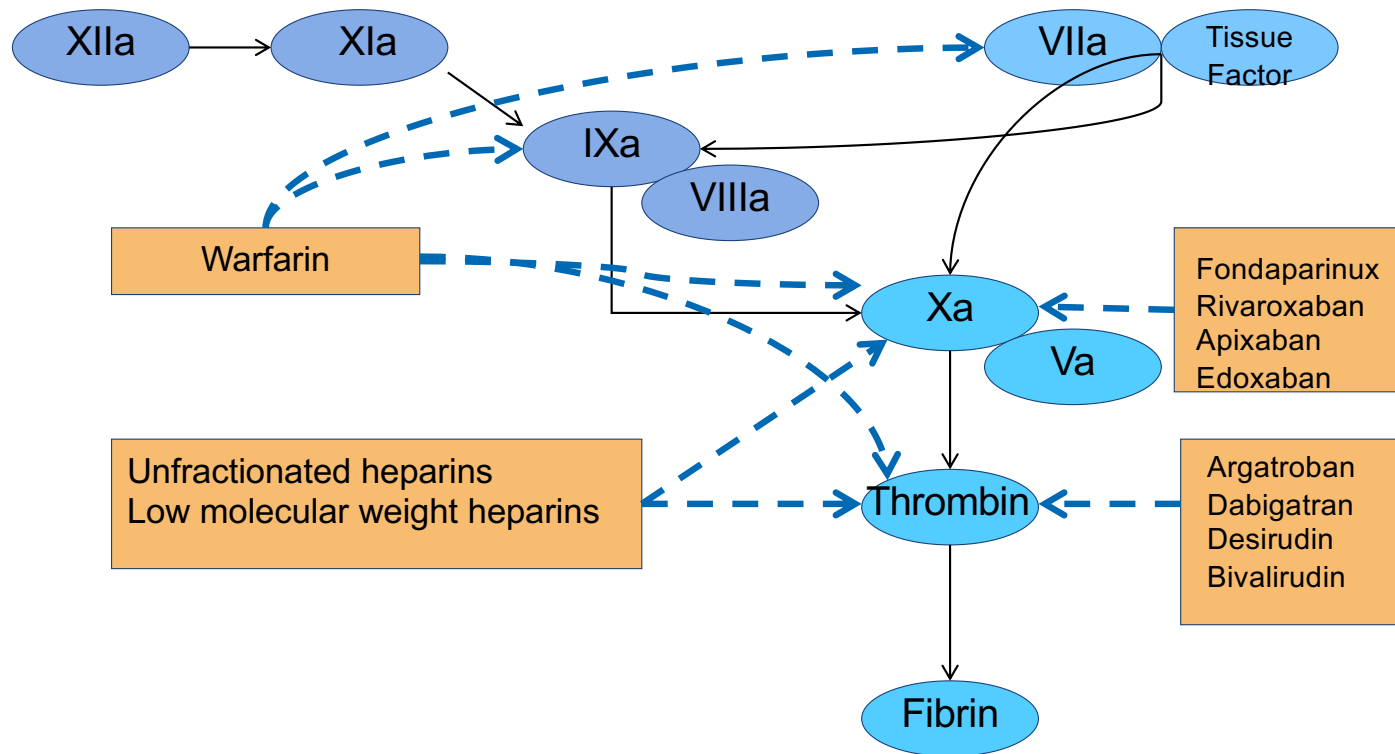 XIIa
XIa
VIIa
Tissue
Factor
IXa
VIIIa
Warfarin
Fondaparinux
Rivaroxaban
Apixaban
Edoxaban
Xa
Va
Unfractionated heparins
Low molecular weight heparins
Thrombin
Argatroban
Dabigatran
Desirudin
Bivalirudin
Fibrin